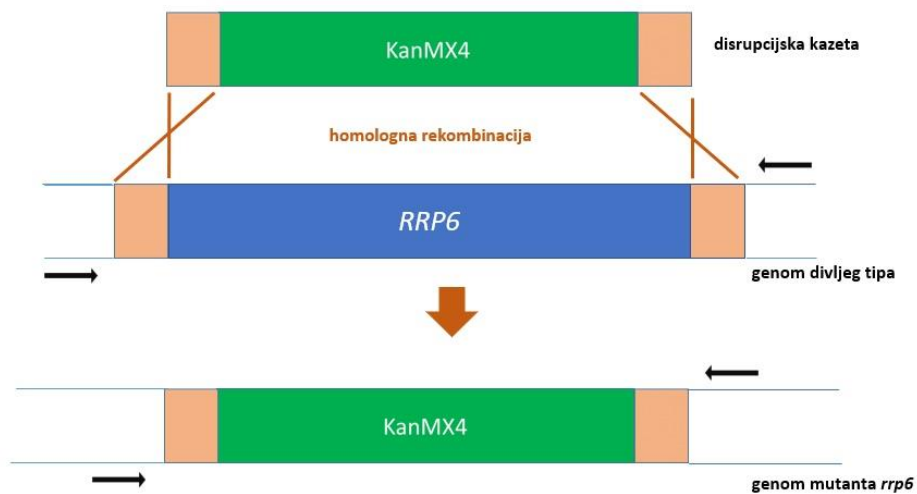 KanMX4
disrupcijska kazeta
homologna rekombinacija
RRP6
genom divljeg tipa
KanMX4
genom mutanta rrp6